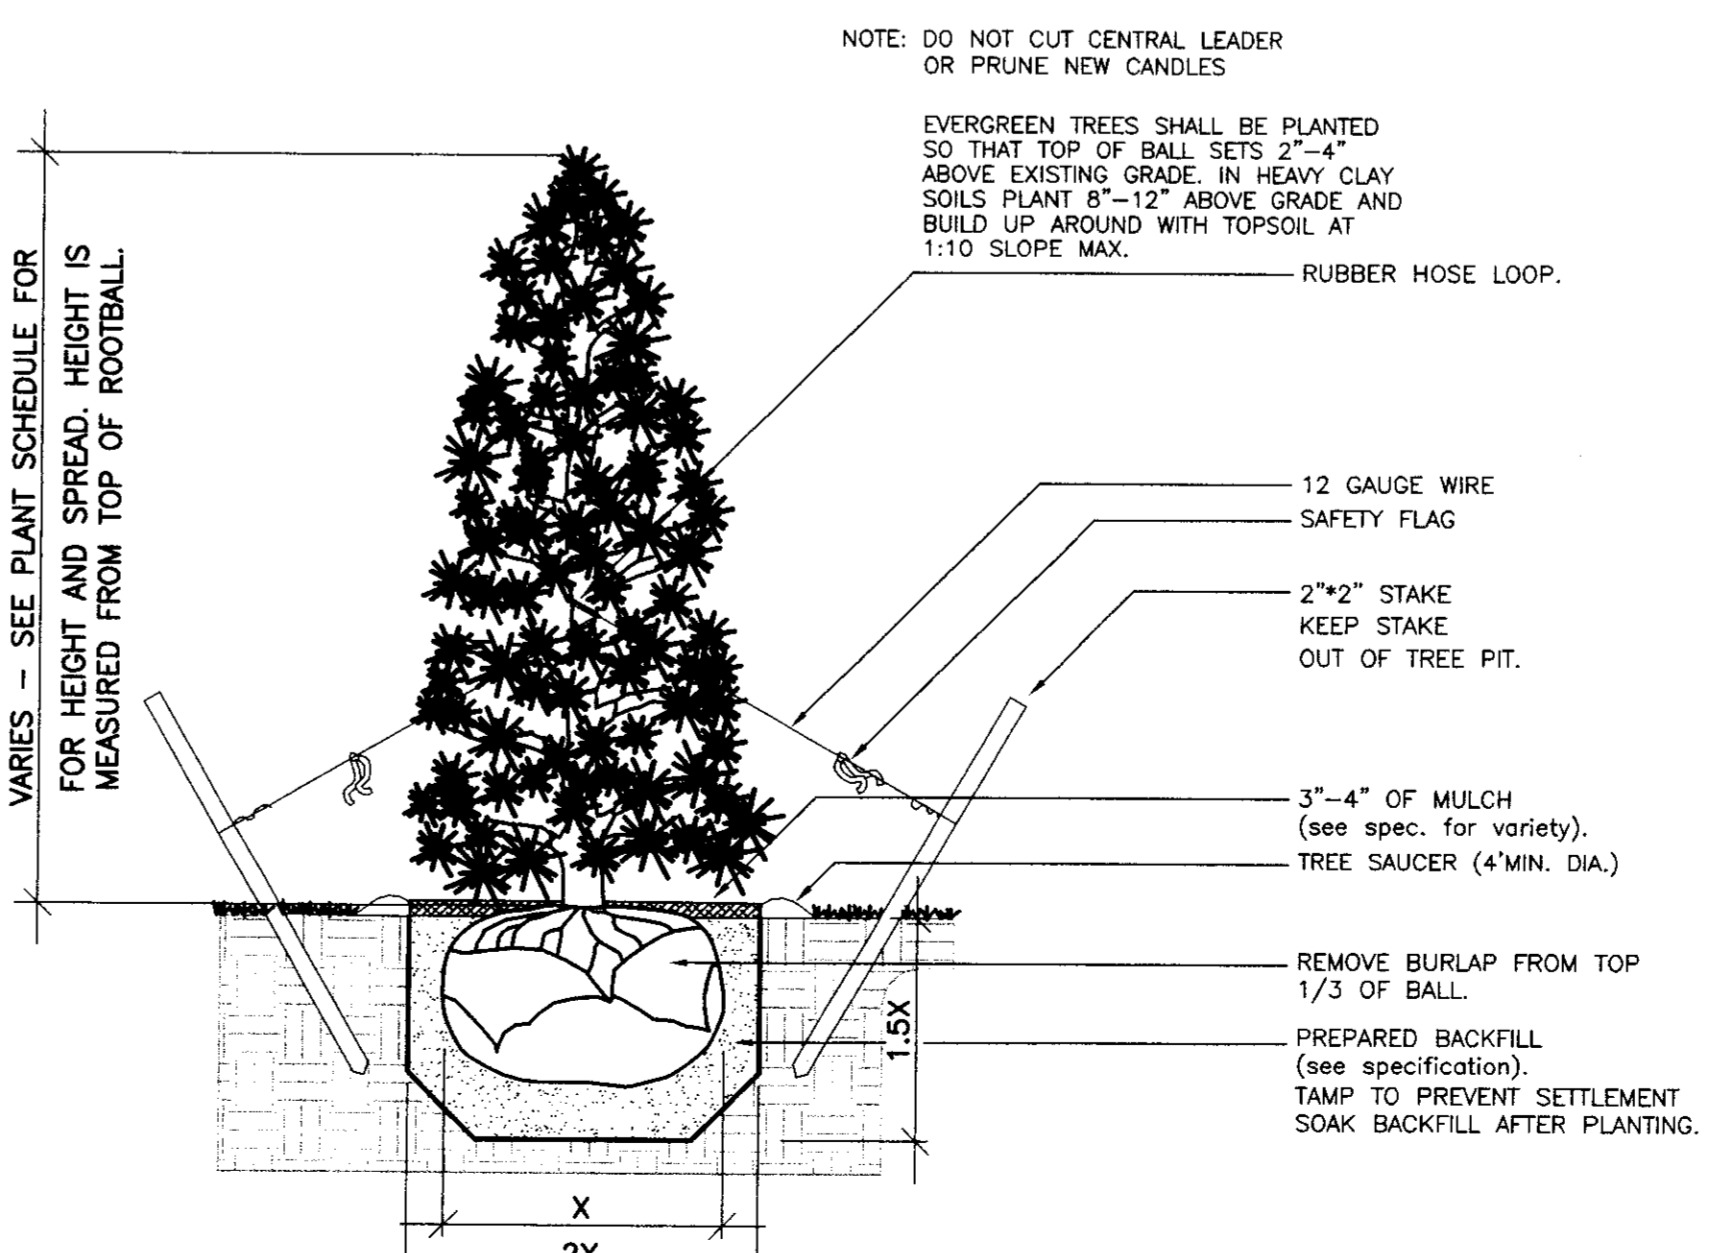 NOTE: DO NOT CUT CENTRAL LEADER
OR PRUNE NEW CANDLES
EVERGREEN TREES SHALL BE PLANTED
SO THAT TOP OF BALL SETS 2"-4"
ABOVE EXISTING GRADE. IN HEAVY CLAY
SOILS PLANT 8"-12" ABOVE GRADE AND
BUILD UP AROUND WITH TOPSOIL AT
1:10 SLOPE MAX.
RUBBER HOSE LOOP.
12 GAUGE WIRE
SAFETY FLAG
2"*2" STAKE
KEEP STAKE
OUT OF TREE PIT.
3"-4" OF MULCH
(see spec. for variety).
TREE SAUCER (4'MIN. DIA.)
REMOVE BURLAP FROM TOP
1/3 OF BALL.
PREPARED BACKFILL
(see specification).
TAMP TO PREVENT SETTLEMENT
SOAK BACKFILL AFTER PLANTING.
VARIES - SEE PLANT SCHEDULE FOR
FOR HEIGHT AND SPREAD. HEIGHT IS
MEASURED FROM TOP OF ROOTBALL.
1.5X
X
2X